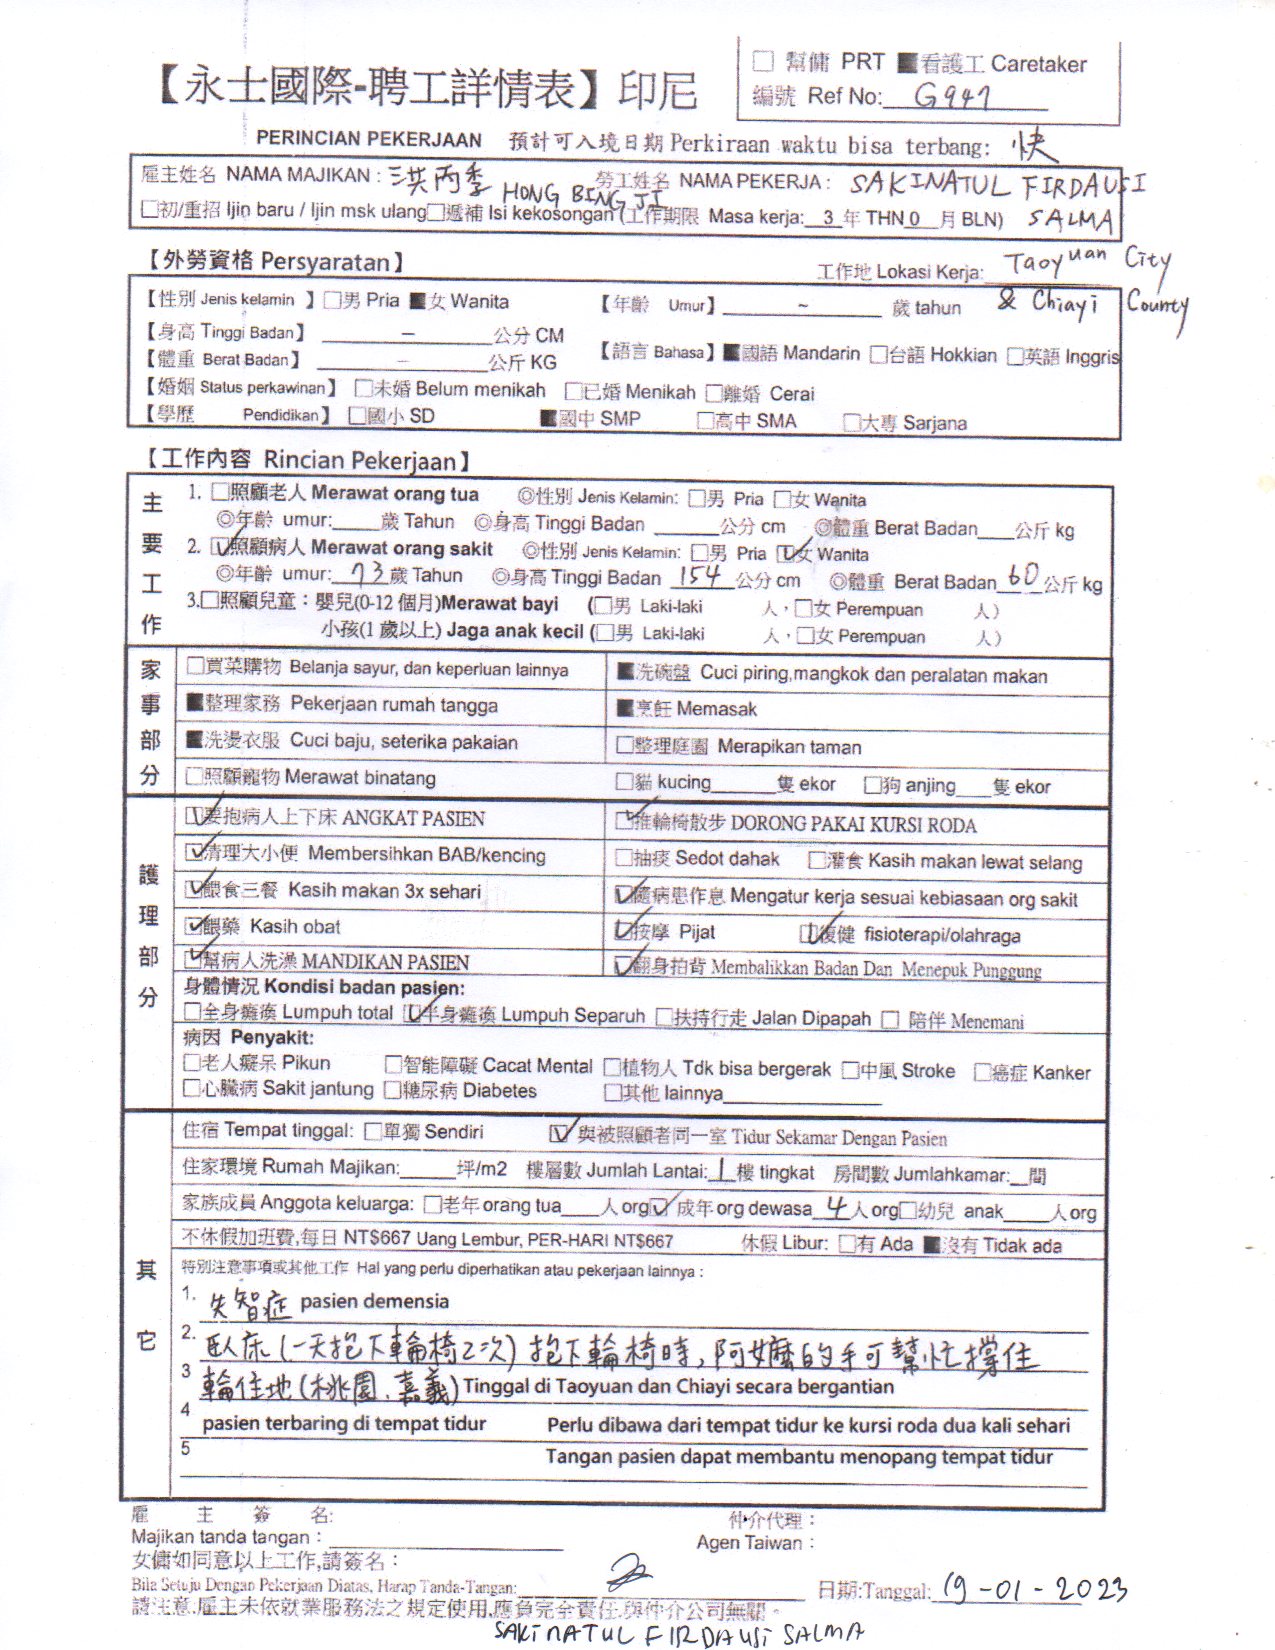 【永士國際-聘工詳情表】印尼
☐ 幫傭 PRT ■看護工 Caretaker
編號 Ref No: G947
PERINCIAN PEKERJAAN 預計可入境日期 Perkiraan waktu bisa terbang: 快
雇主姓名 NAMA MAJIKAN : 洪丙季 HONG BING JI 勞工姓名 NAMA PEKERJA : SAKINATUL FIRDAUSI SALMA
☐初/重招 Ijin baru / Ijin msk ulang☐遞補 Isi kekosongan (工作期限 Masa kerja: 3 年 THN 0 月 BLN)
【外勞資格 Persyaratan】 工作地 Lokasi Kerja: Taoyuan City & Chiayi County
【性別 Jenis kelamin 】☐男 Pria ■女 Wanita 【年齡 Umur】 ~ 歲 tahun
【身高 Tinggi Badan】 – 公分 CM
【體重 Berat Badan】 – 公斤 KG 【語言 Bahasa】■國語 Mandarin ☐台語 Hokkian ☐英語 Inggris
【婚姻 Status perkawinan】 ☐未婚 Belum menikah ☐已婚 Menikah ☐離婚 Cerai
【學歷 Pendidikan】 ☐國小 SD ■國中 SMP ☐高中 SMA ☐大專 Sarjana
【工作內容 Rincian Pekerjaan】
主要工作
1. ☐照顧老人 Merawat orang tua ◎性別 Jenis Kelamin: ☐男 Pria ☐女 Wanita
◎年齡 umur:____歲 Tahun ◎身高 Tinggi Badan ______公分 cm ◎體重 Berat Badan___公斤 kg
2. ☑照顧病人 Merawat orang sakit ◎性別 Jenis Kelamin: ☐男 Pria ☑女 Wanita
◎年齡 umur: 73 歲 Tahun ◎身高 Tinggi Badan 154 公分 cm ◎體重 Berat Badan 60 公斤 kg
3.☐照顧兒童：嬰兒(0-12 個月)Merawat bayi (☐男 Laki-laki 人，☐女 Perempuan 人）
小孩(1 歲以上) Jaga anak kecil (☐男 Laki-laki 人，☐女 Perempuan 人）
家事部分
☐買菜購物 Belanja sayur, dan keperluan lainnya ■洗碗盤 Cuci piring,mangkok dan peralatan makan
■整理家務 Pekerjaan rumah tangga ■烹飪 Memasak
■洗燙衣服 Cuci baju, seterika pakaian ☐整理庭園 Merapikan taman
☐照顧寵物 Merawat binatang ☐貓 kucing______隻 ekor ☐狗 anjing___隻 ekor
護理部分
☑要抱病人上下床 ANGKAT PASIEN ☑推輪椅散步 DORONG PAKAI KURSI RODA
☑清理大小便 Membersihkan BAB/kencing ☐抽痰 Sedot dahak ☐灌食 Kasih makan lewat selang
☑餵食三餐 Kasih makan 3x sehari ☑隨病患作息 Mengatur kerja sesuai kebiasaan org sakit
☑餵藥 Kasih obat ☑按摩 Pijat ☑復健 fisioterapi/olahraga
☑幫病人洗澡 MANDIKAN PASIEN ☑翻身拍背 Membalikkan Badan Dan Menepuk Punggung
身體情況 Kondisi badan pasien:
☐全身癱瘓 Lumpuh total ☑半身癱瘓 Lumpuh Separuh ☐扶持行走 Jalan Dipapah ☐ 陪伴 Menemani
病因 Penyakit:
☐老人癡呆 Pikun ☐智能障礙 Cacat Mental ☐植物人 Tdk bisa bergerak ☐中風 Stroke ☐癌症 Kanker
☐心臟病 Sakit jantung ☐糖尿病 Diabetes ☐其他 lainnya____________
其它
住宿 Tempat tinggal: ☐單獨 Sendiri ☑ 與被照顧者同一室 Tidur Sekamar Dengan Pasien
住家環境 Rumah Majikan:_____坪/m2 樓層數 Jumlah Lantai: 1 樓 tingkat 房間數 Jumlahkamar:__間
家族成員 Anggota keluarga: ☐老年 orang tua____人 org☑ 成年 org dewasa 4 人 org☐幼兒 anak_____人 org
不休假加班費,每日 NT$667 Uang Lembur, PER-HARI NT$667 休假 Libur: ☐有 Ada ■沒有 Tidak ada
特別注意事項或其他工作 Hal yang perlu diperhatikan atau pekerjaan lainnya :
1. 失智症 pasien demensia
2. 臥床(一天抱下輪椅2次)抱下輪椅時,阿嬤的手可幫忙撐住
3 輪住地(桃園.嘉義) Tinggal di Taoyuan dan Chiayi secara bergantian
4 pasien terbaring di tempat tidur Perlu dibawa dari tempat tidur ke kursi roda dua kali sehari
5 Tangan pasien dapat membantu menopang tempat tidur
雇 主 簽 名: 仲介代理：
Majikan tanda tangan： Agen Taiwan：
女傭如同意以上工作,請簽名：
Bila Setuju Dengan Pekerjaan Diatas, Harap Tanda-Tangan: 日期:Tanggal: 19-01-2023
請注意.雇主未依就業服務法之規定使用,應負完全責任.與仲介公司無關。
SAKINATUL FIRDAUSI SALMA